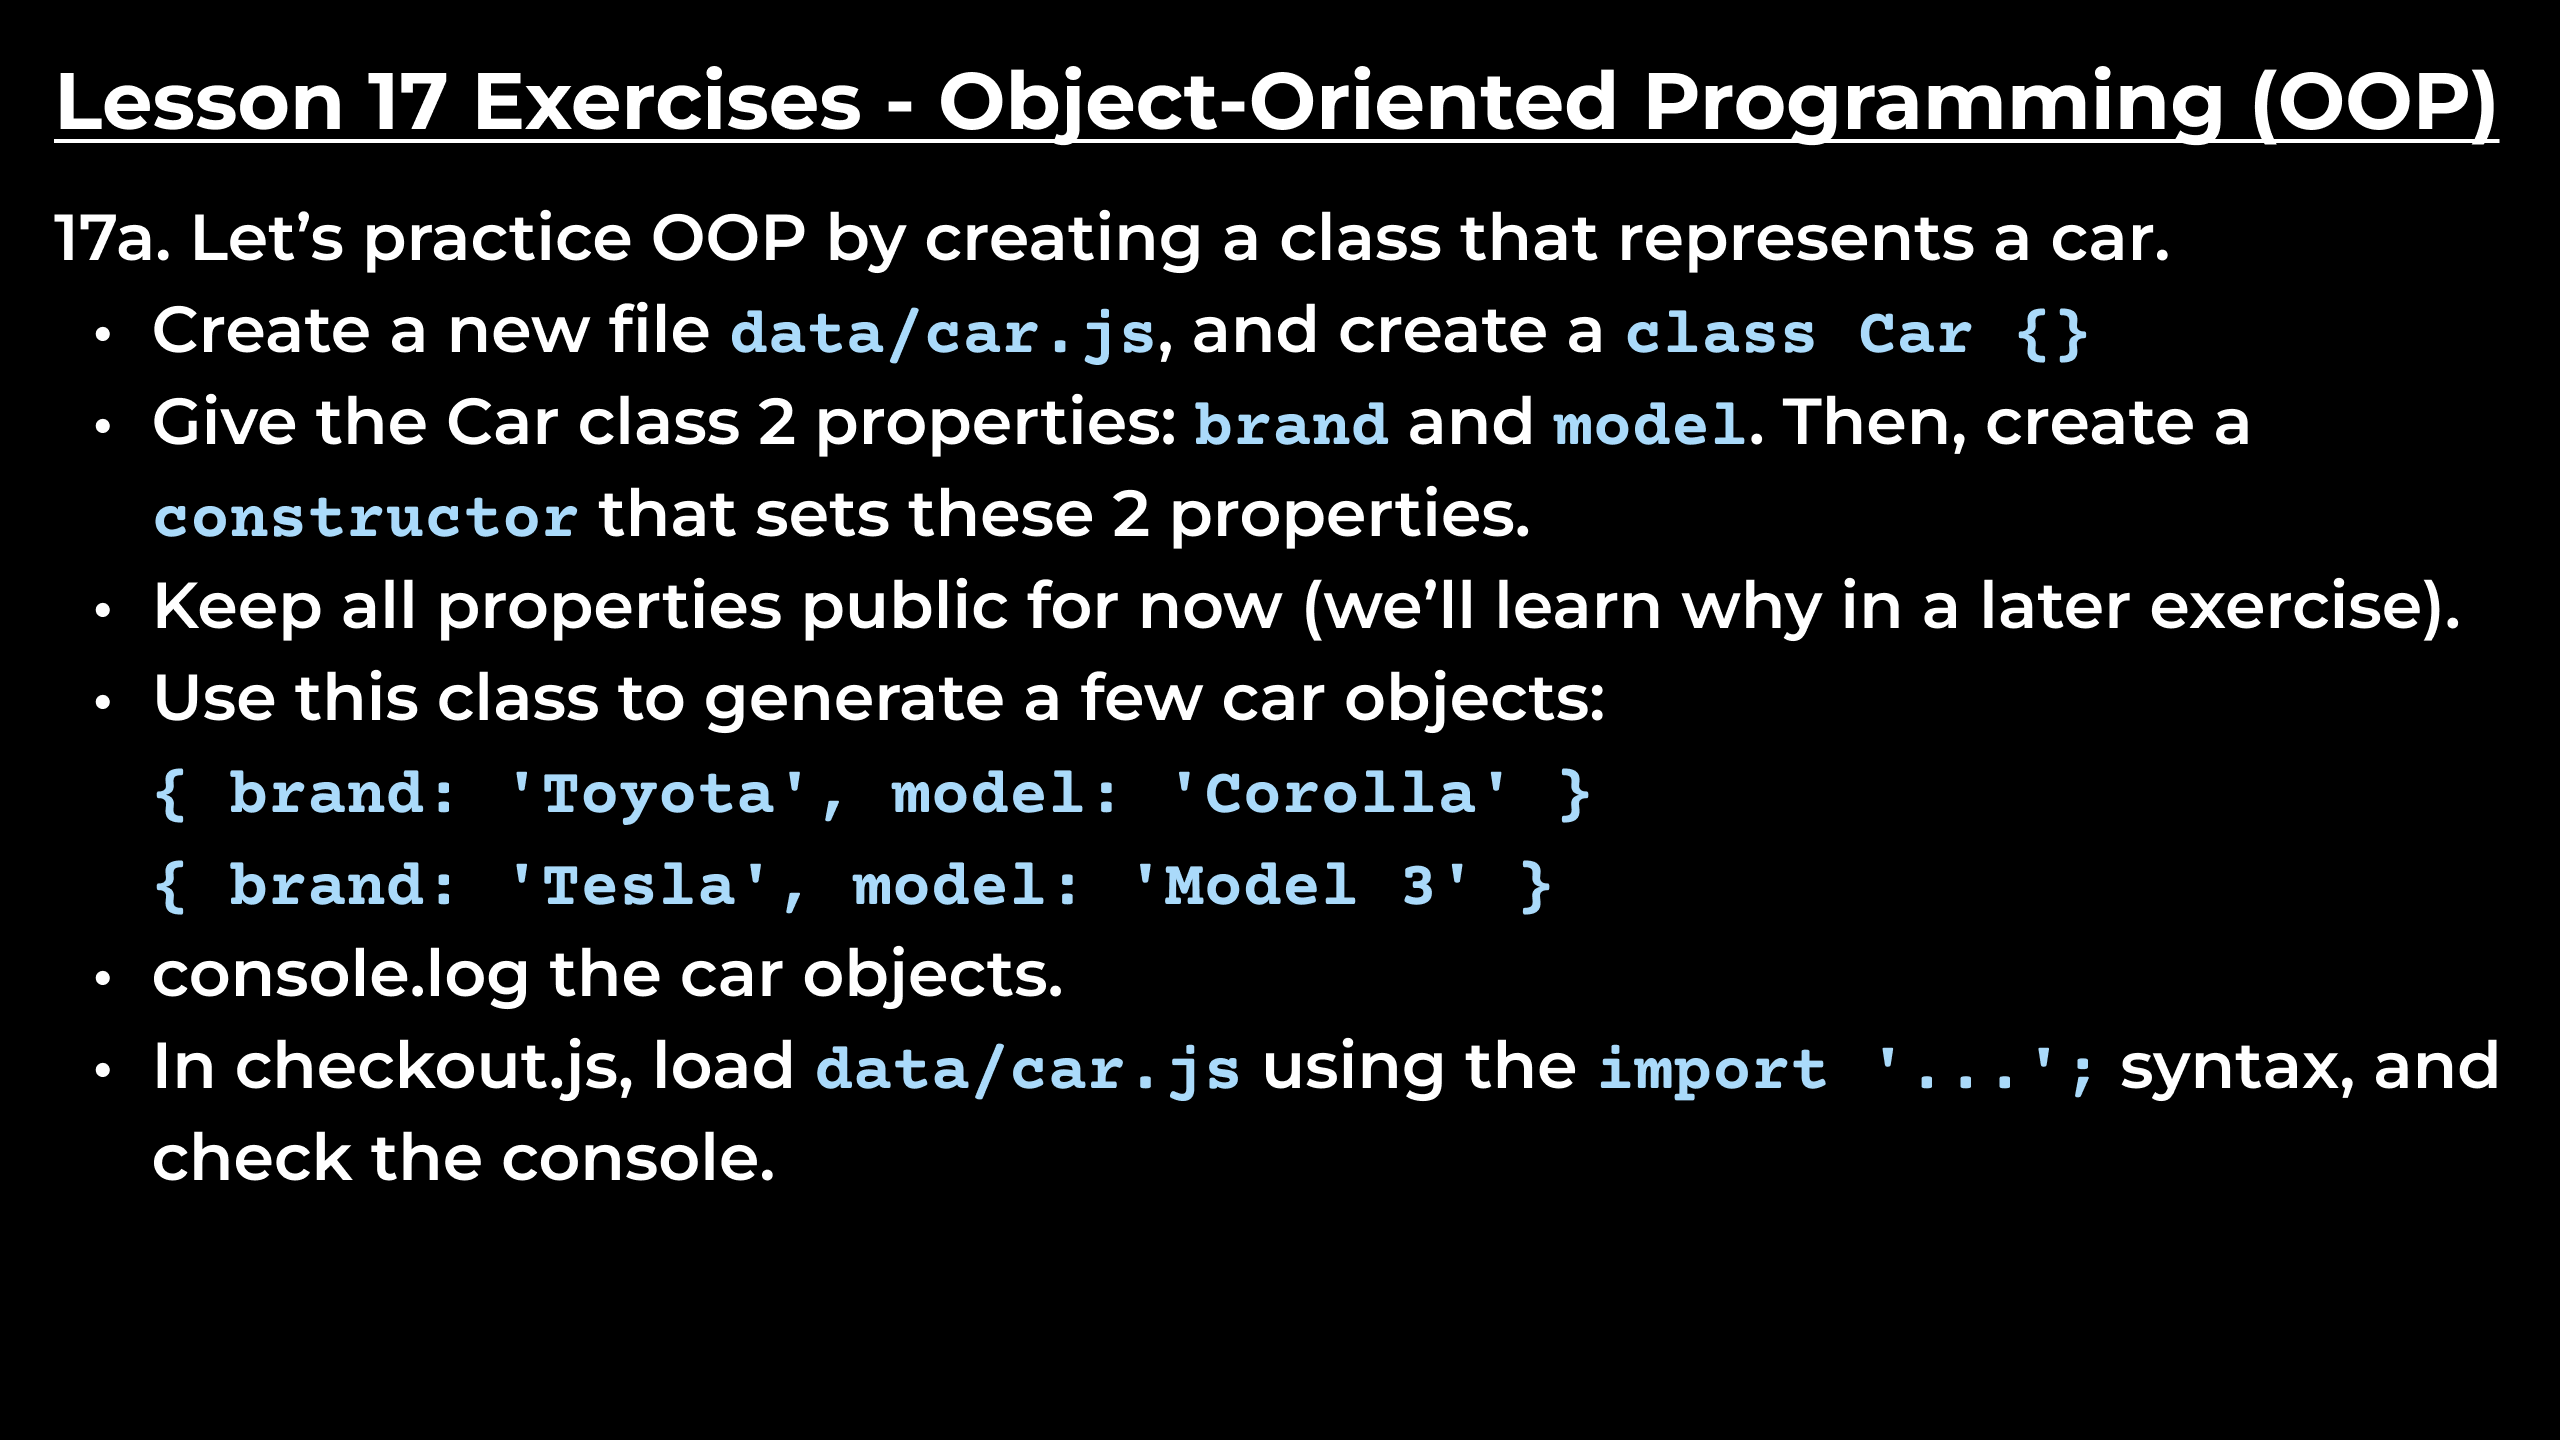 Lesson 17 Exercises - Object-Oriented Programming (OOP)
17a. Let’s practice OOP by creating a class that represents a car.
• Create a new file data/car.js, and create a class Car {}
• Give the Car class 2 properties: brand and model. Then, create a
constructor that sets these 2 properties.
• Keep all properties public for now (we’ll learn why in a later exercise).
• Use this class to generate a few car objects:
{ brand: 'Toyota', model: 'Corolla' }
{ brand: 'Tesla', model: 'Model 3' }
• console.log the car objects.
• In checkout.js, load data/car.js using the import '...'; syntax, and
check the console.